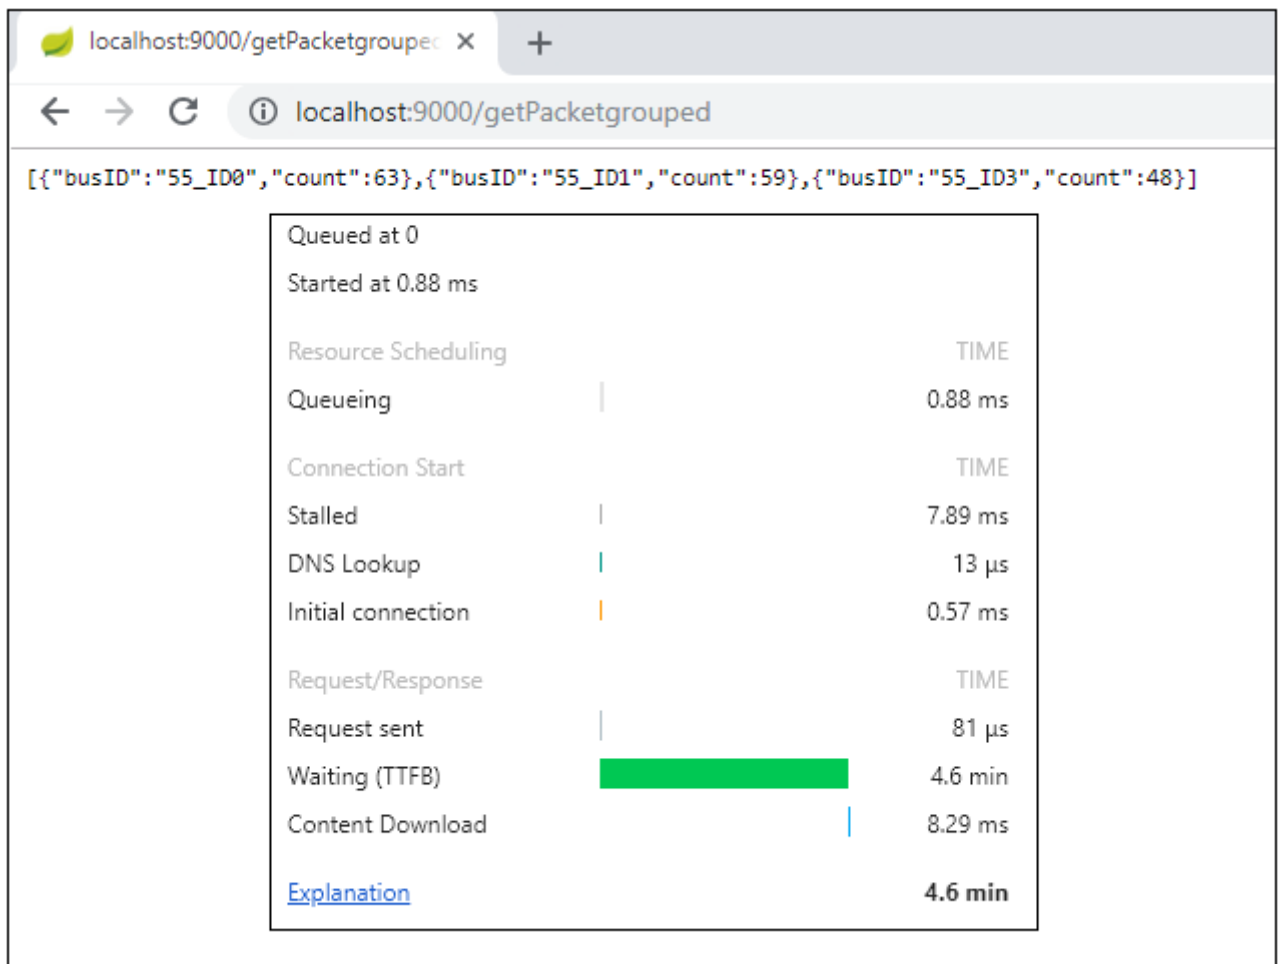 localhost:9000/getPacketgrouped
localhost:9000/getPacketgrouped
[{"busID":"55_ID0","count":63},{"busID":"55_ID1","count":59},{"busID":"55_ID3","count":48}]
Queued at 0
Started at 0.88 ms
Resource Scheduling TIME
Queueing 0.88 ms
Connection Start TIME
Stalled 7.89 ms
DNS Lookup 13 μs
Initial connection 0.57 ms
Request/Response TIME
Request sent 81 μs
Waiting (TTFB) 4.6 min
Content Download 8.29 ms
Explanation 4.6 min